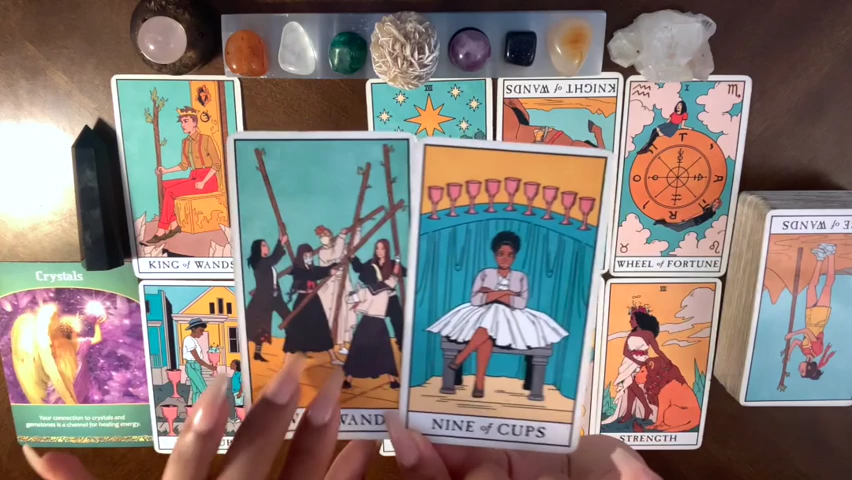 KNIGHT of WANDS
KING of WANDS
WHEEL of FORTUNE
T
A
R
O
Crystals
Your connection to crystals and
gemstones is a channel for healing energy.
WAND
NINE of CUPS
STRENGTH
of WANDS